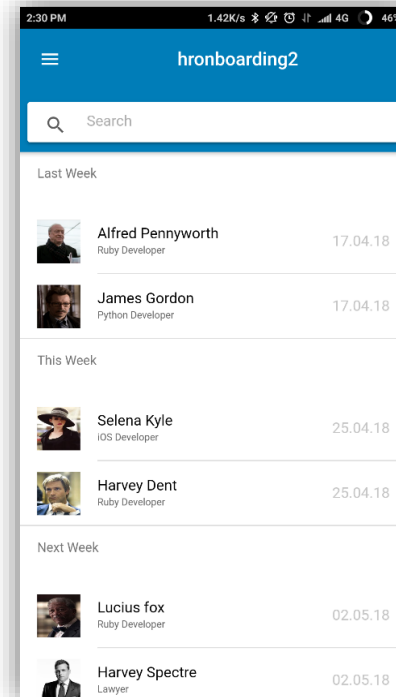 2:30 PM 1.42K/s 4G 46%
hronboarding2
Search
Last Week
Alfred Pennyworth
17.04.18
Ruby Developer
James Gordon
17.04.18
Python Developer
This Week
Selena Kyle
25.04.18
iOS Developer
Harvey Dent
25.04.18
Ruby Developer
Next Week
Lucius fox
02.05.18
Ruby Developer
Harvey Spectre
02.05.18
Lawyer